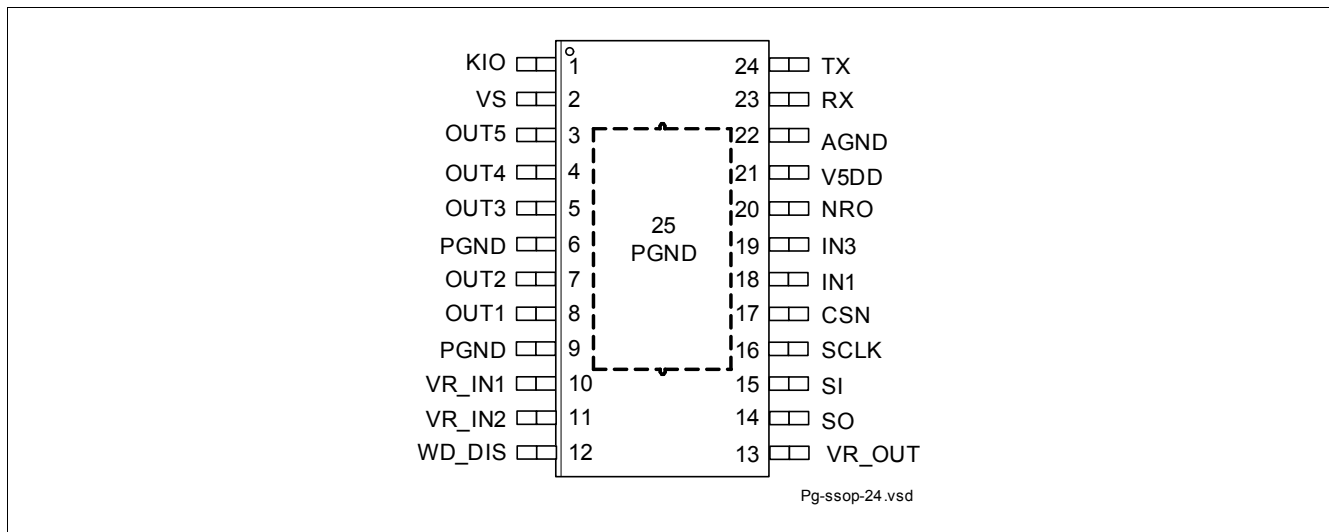 KIO 1 24 TX
VS 2 23 RX
OUT5 3 22 AGND
OUT4 4 21 V5DD
OUT3 5 20 NRO
PGND 6 19 IN3
OUT2 7 18 IN1
OUT1 8 17 CSN
PGND 9 16 SCLK
VR_IN1 10 15 SI
VR_IN2 11 14 SO
WD_DIS 12 13 VR_OUT
25
PGND
Pg-ssop-24.vsd